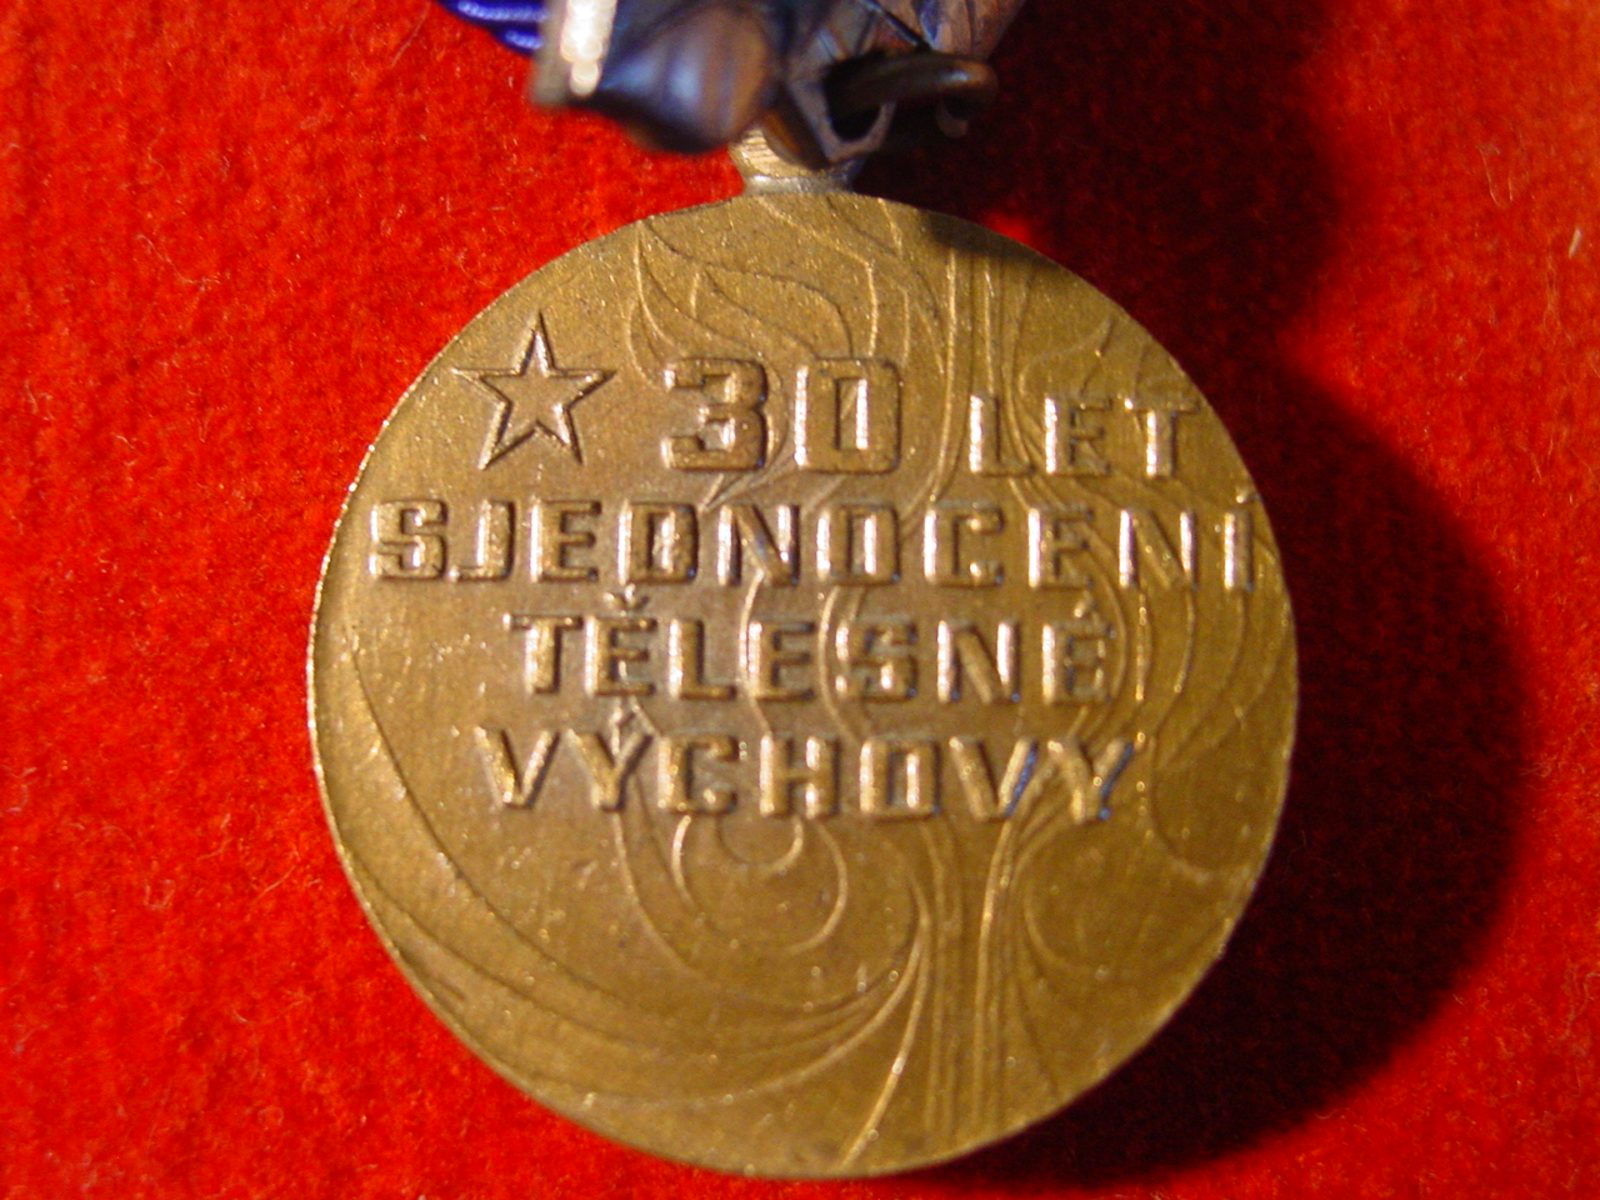 30 LET
SJEDNOCENÍ
TĚLESNÉ
VÝCHOVY